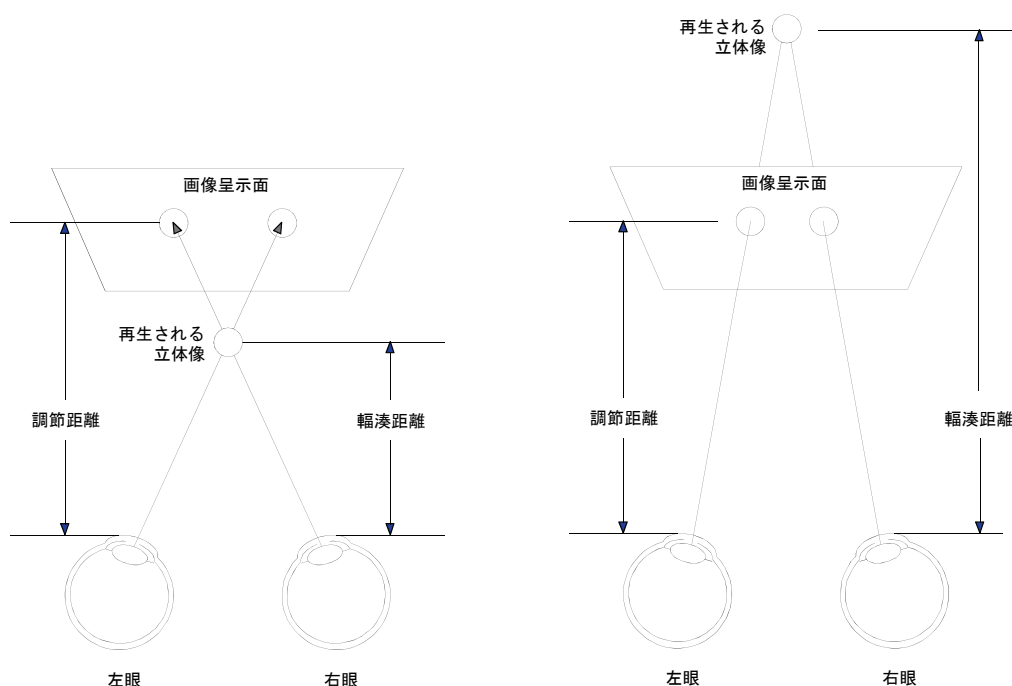 画像呈示面
再生される
立体像
調節距離
輻湊距離
左眼
右眼
再生される
立体像
画像呈示面
調節距離
輻湊距離
左眼
右眼